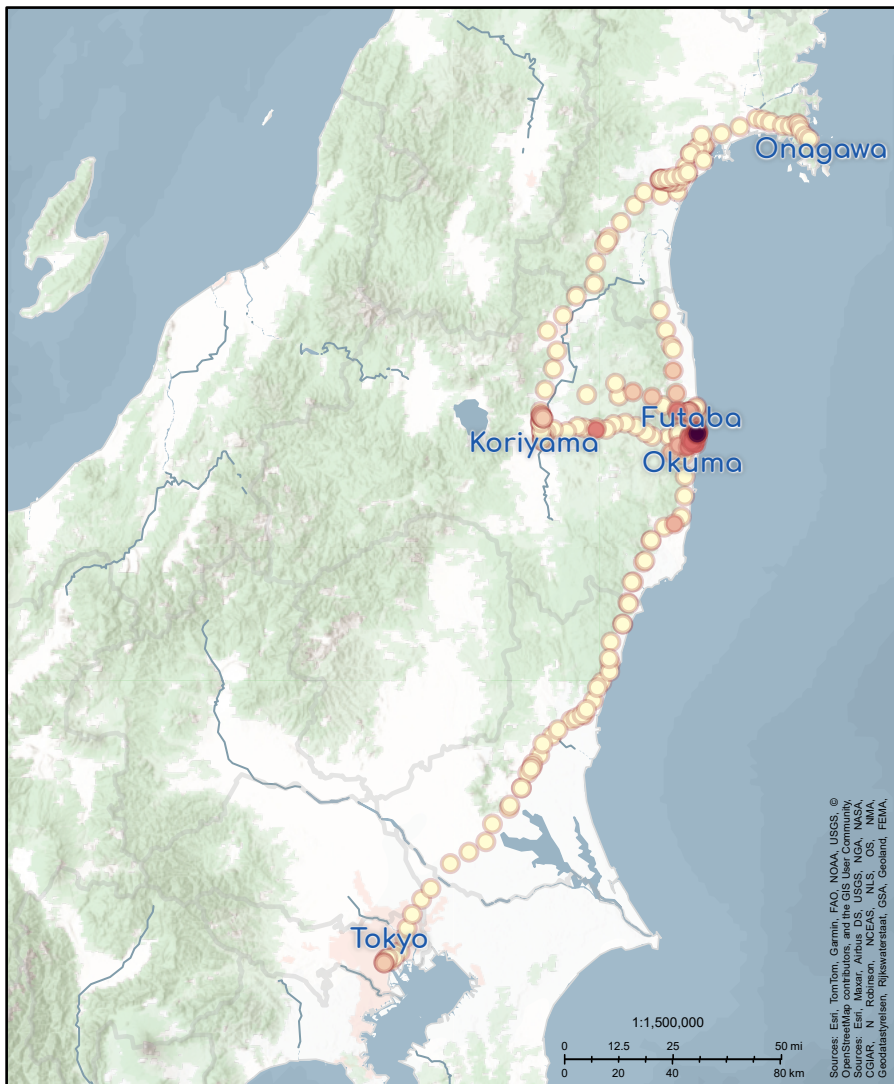 Onagawa
Futaba
Koriyama
Okuma
Tokyo
1:1,500,000
0 12.5 25 50 mi
0 20 40 80 km
Sources: Esri, TomTom, Garmin, FAO, NOAA, USGS, ©
OpenStreetMap contributors, and the GIS User Community,
Sources: Esri, Maxar, Airbus DS, USGS, NGA, NASA,
CGIAR, N Robinson, NCEAS, NLS, OS, NMA,
Geodatastyrelsen, Rijkswaterstaat, GSA, Geoland, FEMA,